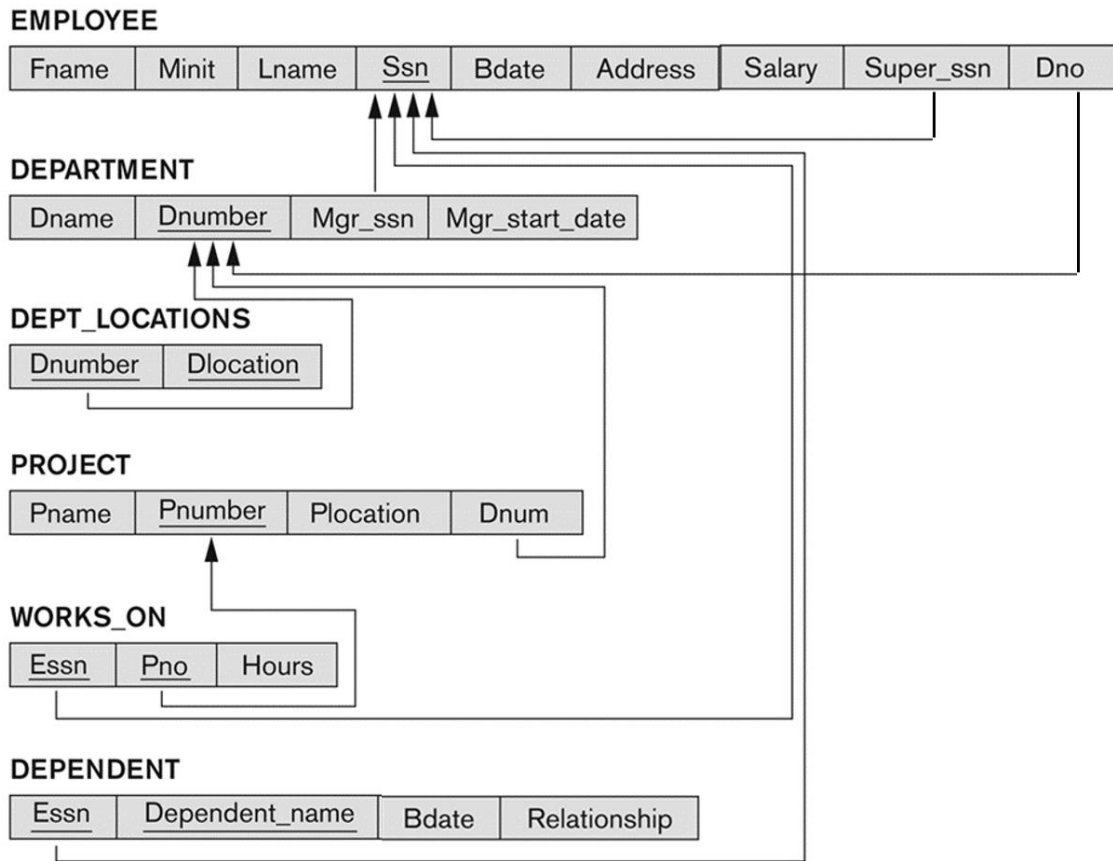 EMPLOYEE
Fname Minit Lname Ssn Bdate Address Salary Super_ssn Dno
DEPARTMENT
Dname Dnumber Mgr_ssn Mgr_start_date
DEPT_LOCATIONS
Dnumber Dlocation
PROJECT
Pname Pnumber Plocation Dnum
WORKS_ON
Essn Pno Hours
DEPENDENT
Essn Dependent_name Bdate Relationship